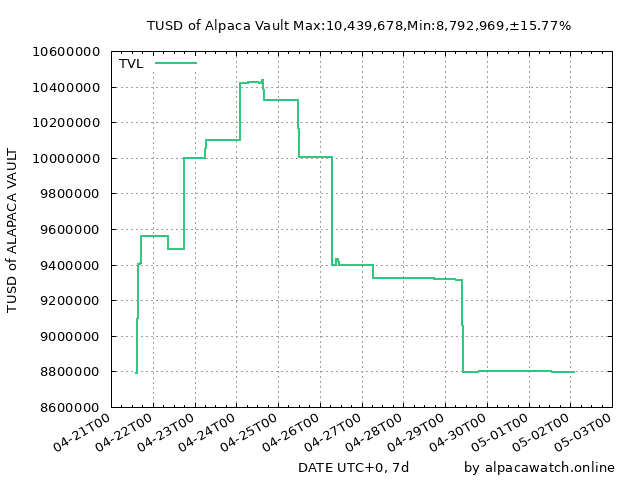 TUSD of Alpaca Vault Max:10,439,678,Min:8,792,969,±15.77%
TVL
TUSD of ALAPACA VAULT
10600000
10400000
10200000
10000000
9800000
9600000
9400000
9200000
9000000
8800000
8600000
04-21T00
04-22T00
04-23T00
04-24T00
04-25T00
04-26T00
04-27T00
04-28T00
04-29T00
04-30T00
05-01T00
05-02T00
05-03T00
DATE UTC+0, 7d
by alpacawatch.online